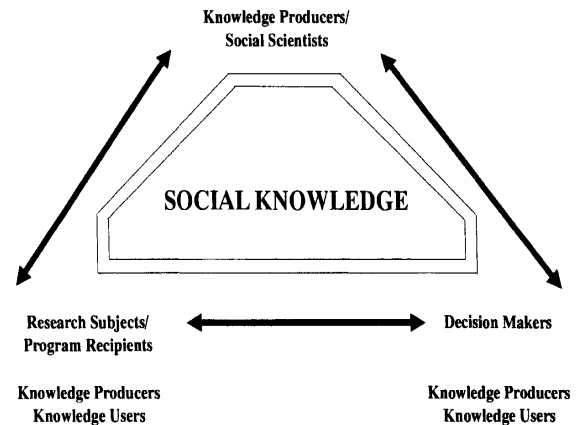 Knowledge Producers/
Social Scientists
SOCIAL KNOWLEDGE
Research Subjects/
Program Recipients
Decision Makers
Knowledge Producers
Knowledge Users
Knowledge Producers
Knowledge Users